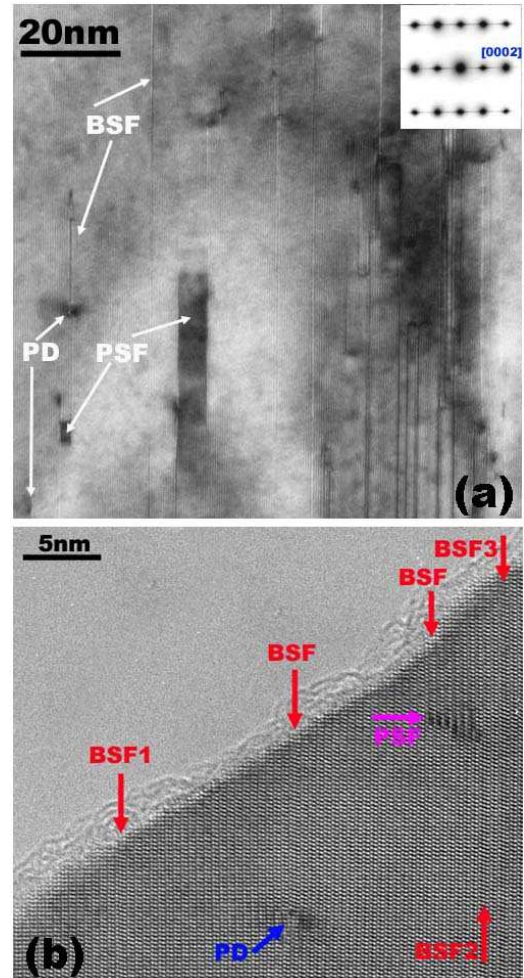 20nm
[0002]
BSF
PD
PSF
(a)
5nm
BSF3
BSF
BSF
PSF
BSF1
PD
BSF2
(b)